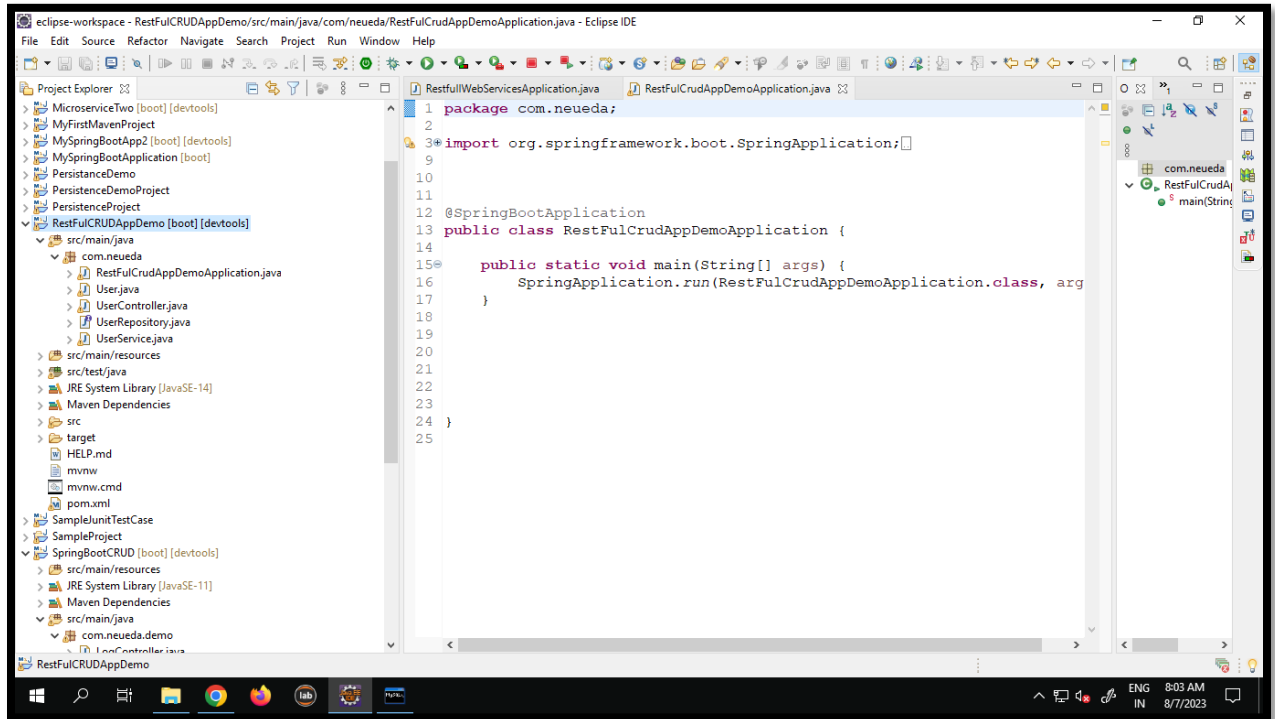 eclipse-workspace - RestFulCRUDAppDemo/src/main/java/com/neueda/RestFulCrudAppDemoApplication.java - Eclipse IDE
File Edit Source Refactor Navigate Search Project Run Window Help
Project Explorer
MicroserviceTwo [boot] [devtools]
MyFirstMavenProject
MySpringBootApp2 [boot] [devtools]
MySpringBootApplication [boot]
PersistanceDemo
PersistenceDemoProject
PersistenceProject
RestFulCRUDAppDemo [boot] [devtools]
src/main/java
com.neueda
RestFulCrudAppDemoApplication.java
User.java
UserController.java
UserRepository.java
UserService.java
src/main/resources
src/test/java
JRE System Library [JavaSE-14]
Maven Dependencies
src
target
HELP.md
mvnw
mvnw.cmd
pom.xml
SampleJunitTestCase
SampleProject
SpringBootCRUD [boot] [devtools]
src/main/resources
JRE System Library [JavaSE-11]
Maven Dependencies
src/main/java
com.neueda.demo
LogController.java
RestfullWebServicesApplication.java RestFulCrudAppDemoApplication.java
1 package com.neueda;
2
3 import org.springframework.boot.SpringApplication;
9
10
11
12 @SpringBootApplication
13 public class RestFulCrudAppDemoApplication {
14
15 public static void main(String[] args) {
16 SpringApplication.run(RestFulCrudAppDemoApplication.class, arg
17 }
18
19
20
21
22
23
24 }
25
com.neueda
RestFulCrudA
main(String
RestFulCRUDAppDemo
lab
ENG
IN
8:03 AM
8/7/2023